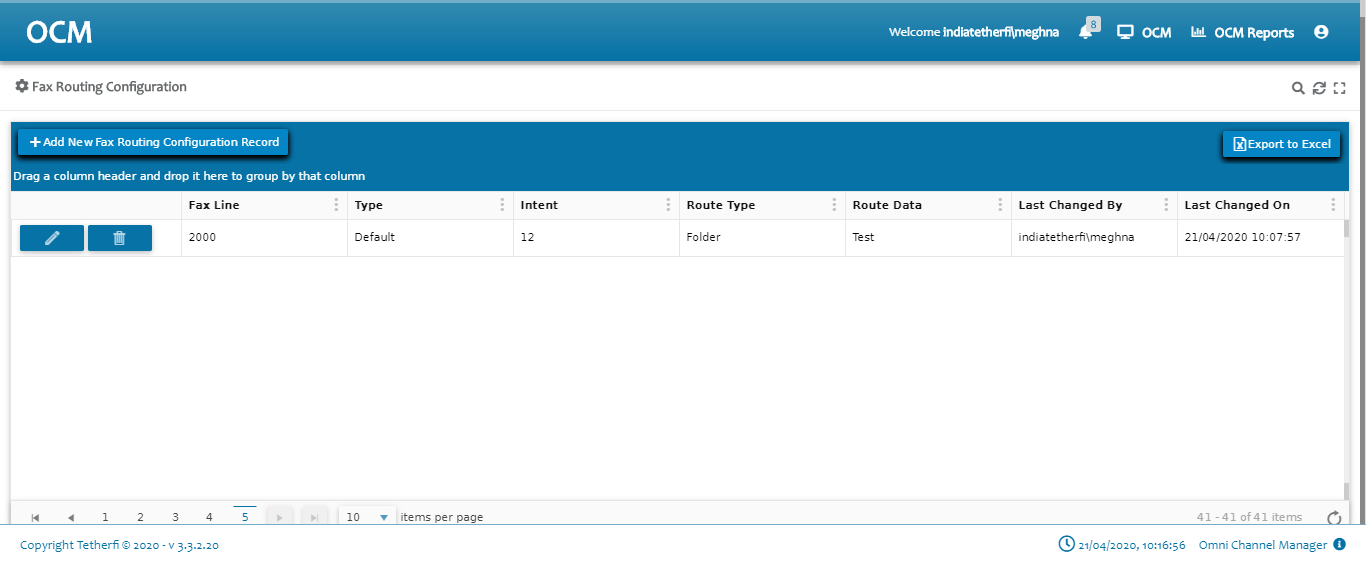 OCM
Welcome indiatetherfi\meghna
8
OCM
OCM Reports
Fax Routing Configuration
Add New Fax Routing Configuration Record
Export to Excel
Drag a column header and drop it here to group by that column
Fax Line Type Intent Route Type Route Data Last Changed By Last Changed On
2000 Default 12 Folder Test indiatetherfi\meghna 21/04/2020 10:07:57
1 2 3 4 5 10 items per page 41 - 41 of 41 items
Copyright Tetherfi © 2020 - v 3.3.2.20 21/04/2020, 10:16:56 Omni Channel Manager